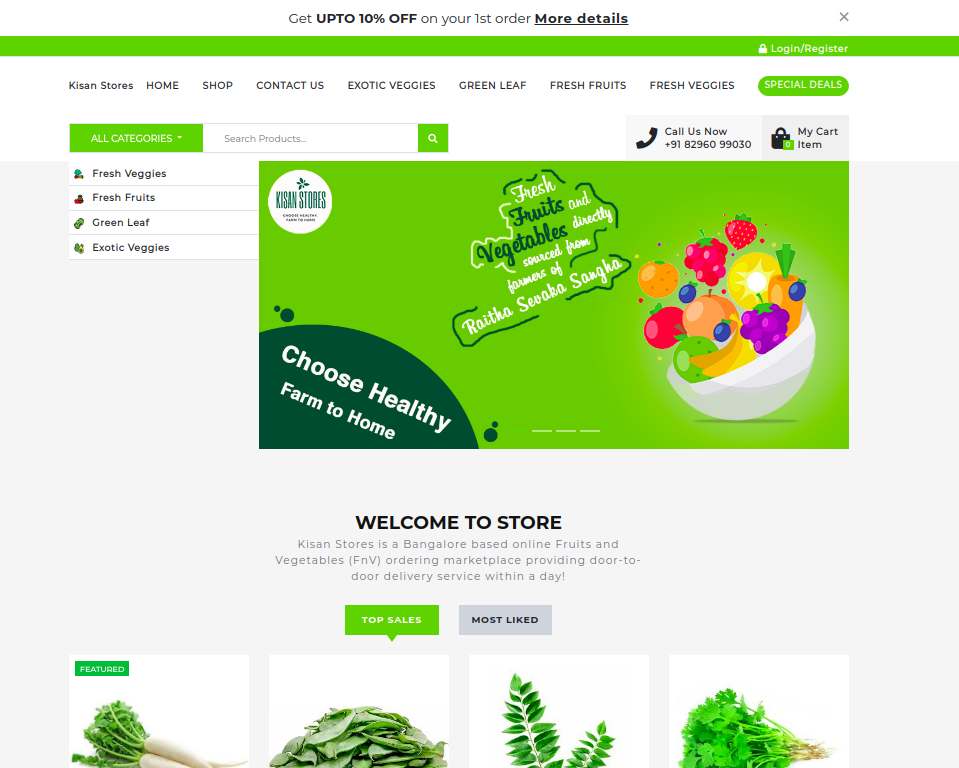 Get UPTO 10% OFF on your 1st order More details
×
Login/Register
Kisan Stores HOME SHOP CONTACT US EXOTIC VEGGIES GREEN LEAF FRESH FRUITS FRESH VEGGIES SPECIAL DEALS
ALL CATEGORIES Search Products...
Call Us Now
+91 82960 99030
My Cart
0 Item
Fresh Veggies
Fresh Fruits
Green Leaf
Exotic Veggies
KISAN STORES
CHOOSE HEALTHY,
FARM TO HOME
Fresh
Fruits and
Vegetables directly
sourced from
farmers of
Raitha Sevaka Sangha
Choose Healthy
Farm to Home
WELCOME TO STORE
Kisan Stores is a Bangalore based online Fruits and
Vegetables (FnV) ordering marketplace providing door-to-
door delivery service within a day!
TOP SALES MOST LIKED
FEATURED